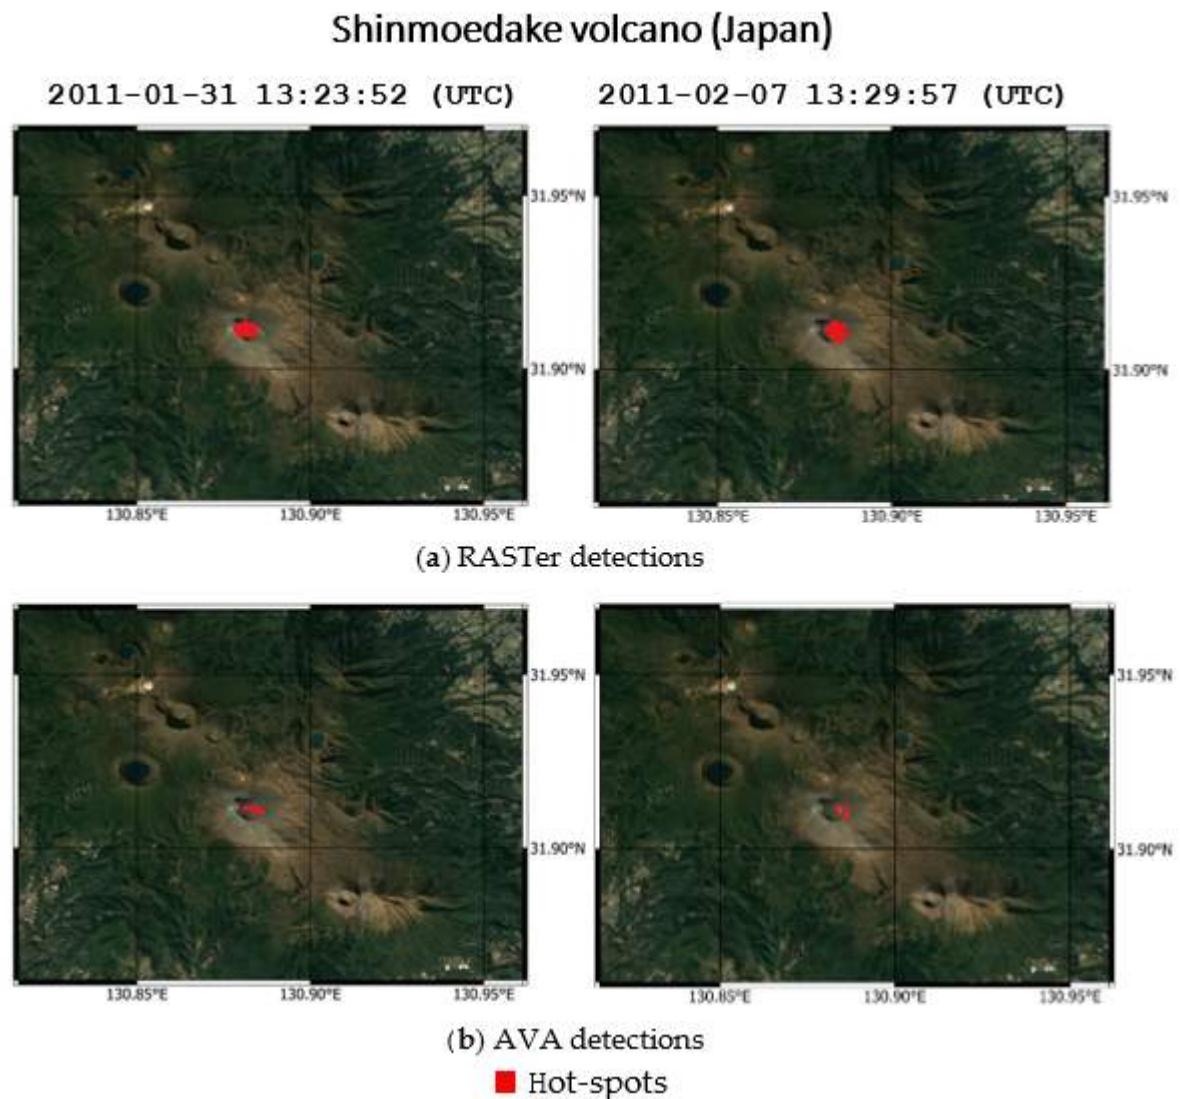 Shinmoedake volcano (Japan)
2011-01-31 13:23:52 (UTC) 2011-02-07 13:29:57 (UTC)
31.95°N 31.95°N
31.90°N 31.90°N
130.85°E 130.90°E 130.95°E 130.85°E 130.90°E 130.95°E
(a) RASTer detections
31.95°N 31.95°N
31.90°N 31.90°N
130.85°E 130.90°E 130.95°E 130.85°E 130.90°E 130.95°E
(b) AVA detections
Hot-spots